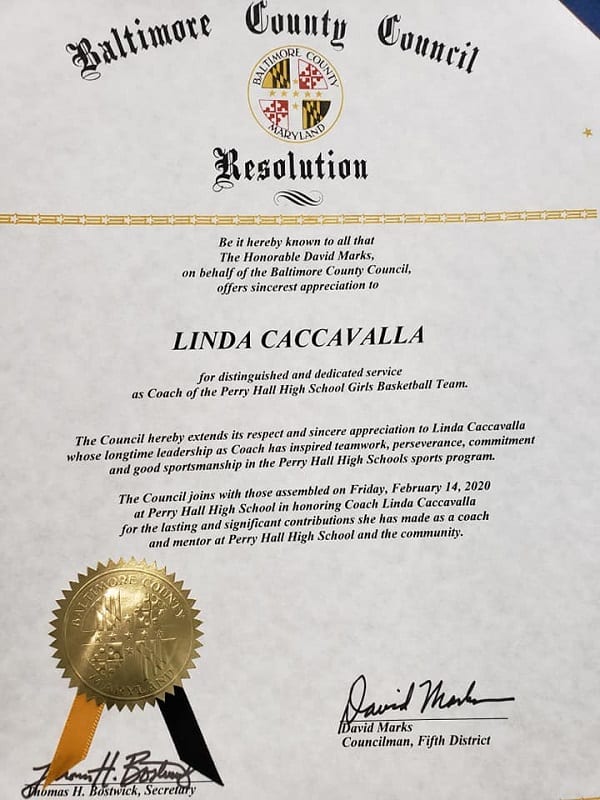 Baltimore County Council
BALTIMORE COUNTY
MARYLAND
Resolution
Be it hereby known to all that
The Honorable David Marks,
on behalf of the Baltimore County Council,
offers sincerest appreciation to
LINDA CACCAVALLA
for distinguished and dedicated service
as Coach of the Perry Hall High School Girls Basketball Team.
The Council hereby extends its respect and sincere appreciation to Linda Caccavalla
whose longtime leadership as Coach has inspired teamwork, perseverance, commitment
and good sportsmanship in the Perry Hall High Schools sports program.
The Council joins with those assembled on Friday, February 14, 2020
at Perry Hall High School in honoring Coach Linda Caccavalla
for the lasting and significant contributions she has made as a coach
and mentor at Perry Hall High School and the community.
BALTIMORE COUNTY
MARYLAND
David Marks
David Marks
Councilman, Fifth District
Thomas H. Bostwick
Thomas H. Bostwick, Secretary